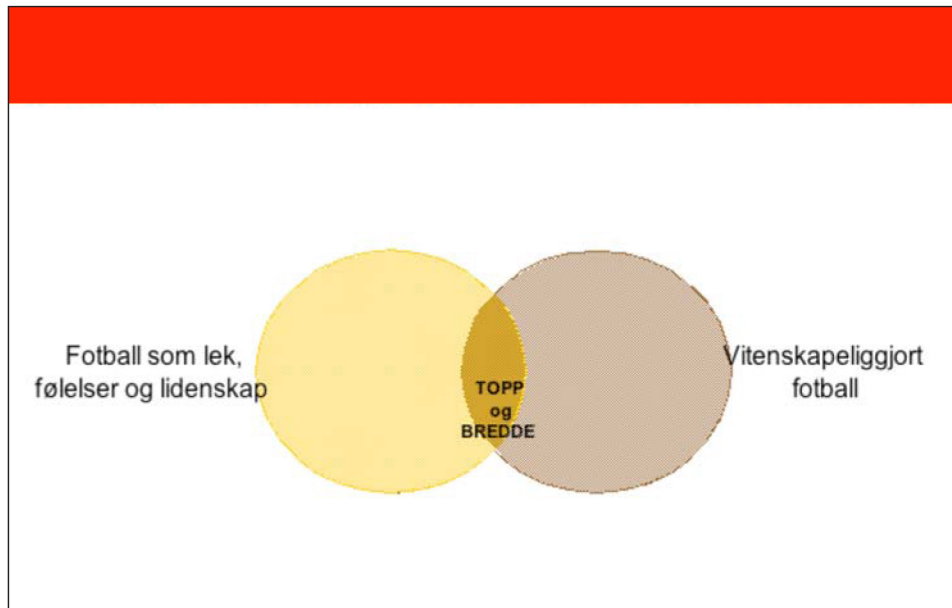 Fotball som lek,
følelser og lidenskap
TOPP
og
BREDDE
Vitenskapeliggjort
fotball